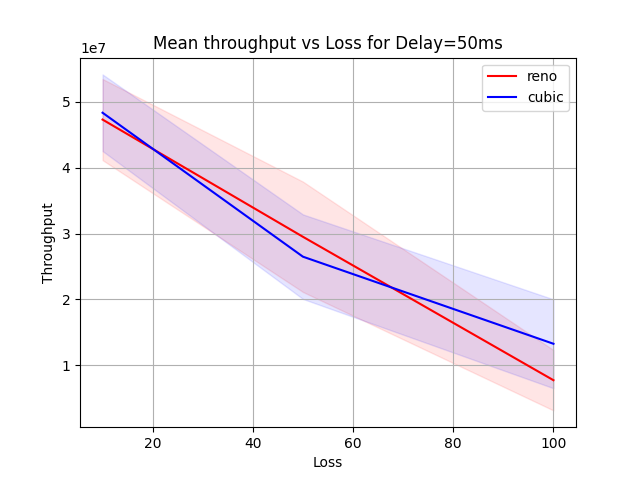 Mean throughput vs Loss for Delay=50ms
1e7
reno
cubic
5
4
3
2
1
Throughput
20 40 60 80 100
Loss